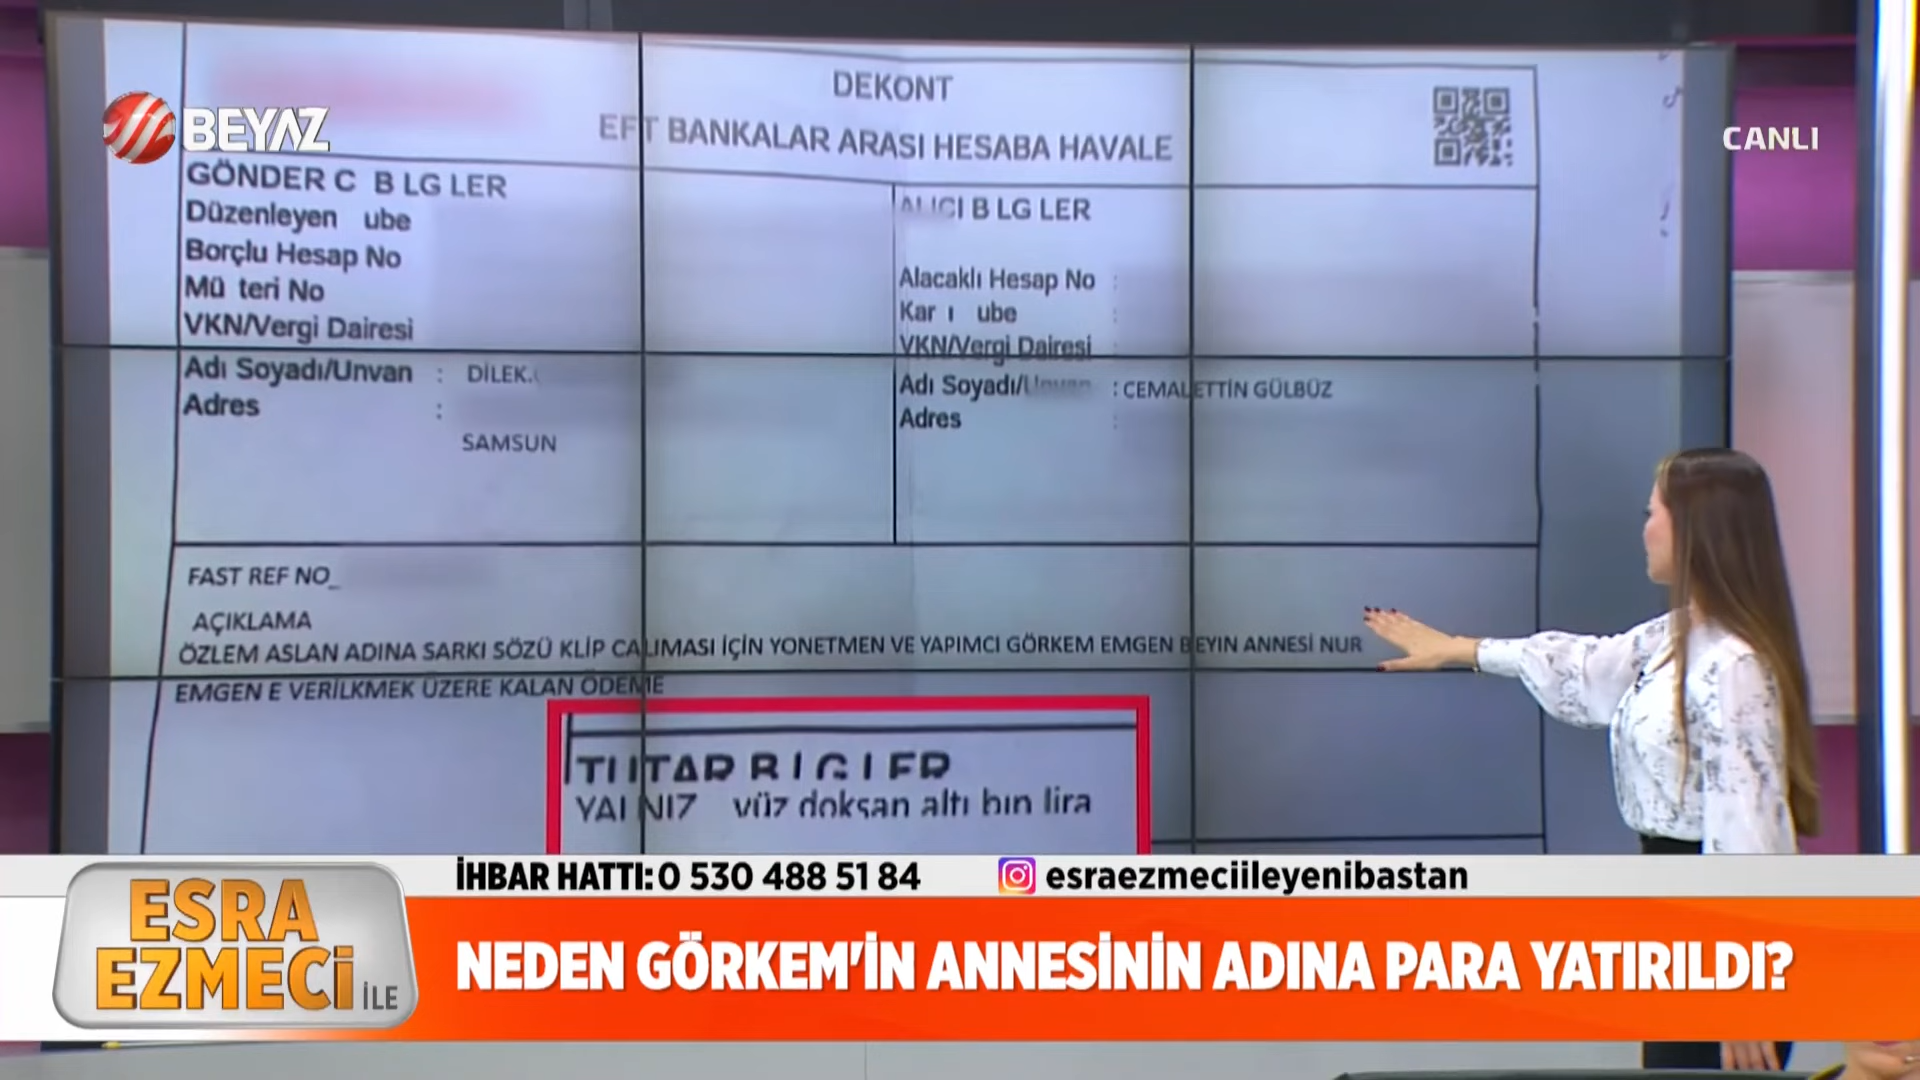 BEYAZ
CANLI
DEKONT
EFT BANKALAR ARASI HESABA HAVALE
GÖNDER C B LG LER
Düzenleyen ube
Borçlu Hesap No
Mü teri No
VKN/Vergi Dairesi
Adı Soyadı/Unvan : DİLEK.
Adres :
SAMSUN
ALICI B LG LER
Alacaklı Hesap No :
Kar ı ube :
VKN/Vergi Dairesi
Adı Soyadı/Unvan : CEMALETTİN GÜLBÜZ
Adres :
FAST REF NO_
AÇIKLAMA
ÖZLEM ASLAN ADINA SARKI SÖZÜ KLİP CALIMASI İÇİN YONETMEN VE YAPIMCI GÖRKEM EMGEN BEYIN ANNESİ NUR
EMGEN E VERİLKMEK ÜZERE KALAN ÖDEME
TUTAR B İ G İ LER
YALNIZ yüz doksan altı bın lira
İHBAR HATTI: 0 530 488 51 84
esraezmeciileyenibastan
ESRA
EZMECİ İLE
NEDEN GÖRKEM'İN ANNESİNİN ADINA PARA YATIRILDI?